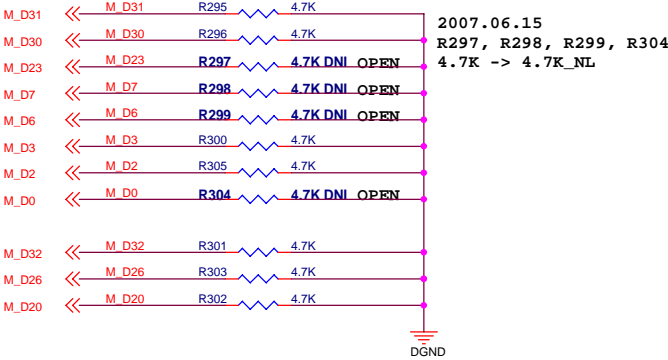 M_D31 M_D31 R295 4.7K
M_D30 M_D30 R296 4.7K
M_D23 M_D23 R297 4.7K DNI OPEN
M_D7 M_D7 R298 4.7K DNI OPEN
M_D6 M_D6 R299 4.7K DNI OPEN
M_D3 M_D3 R300 4.7K
M_D2 M_D2 R305 4.7K
M_D0 M_D0 R304 4.7K DNI OPEN
M_D32 M_D32 R301 4.7K
M_D26 M_D26 R303 4.7K
M_D20 M_D20 R302 4.7K
DGND
2007.06.15
R297, R298, R299, R304
4.7K -> 4.7K_NL